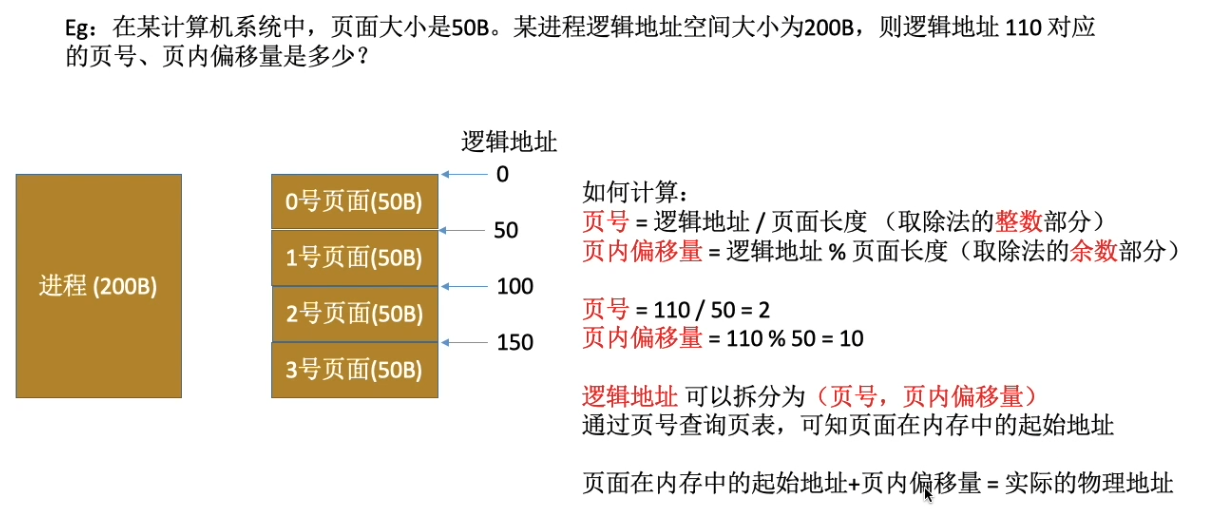 Eg：在某计算机系统中，页面大小是50B。某进程逻辑地址空间大小为200B，则逻辑地址 110 对应
的页号、页内偏移量是多少？
逻辑地址
进程 (200B)
0号页面(50B)
1号页面(50B)
2号页面(50B)
3号页面(50B)
0
50
100
150
如何计算：
页号 = 逻辑地址 / 页面长度 （取除法的整数部分）
页内偏移量 = 逻辑地址 % 页面长度（取除法的余数部分）
页号 = 110 / 50 = 2
页内偏移量 = 110 % 50 = 10
逻辑地址 可以拆分为（页号，页内偏移量）
通过页号查询页表，可知页面在内存中的起始地址
页面在内存中的起始地址+页内偏移量 = 实际的物理地址